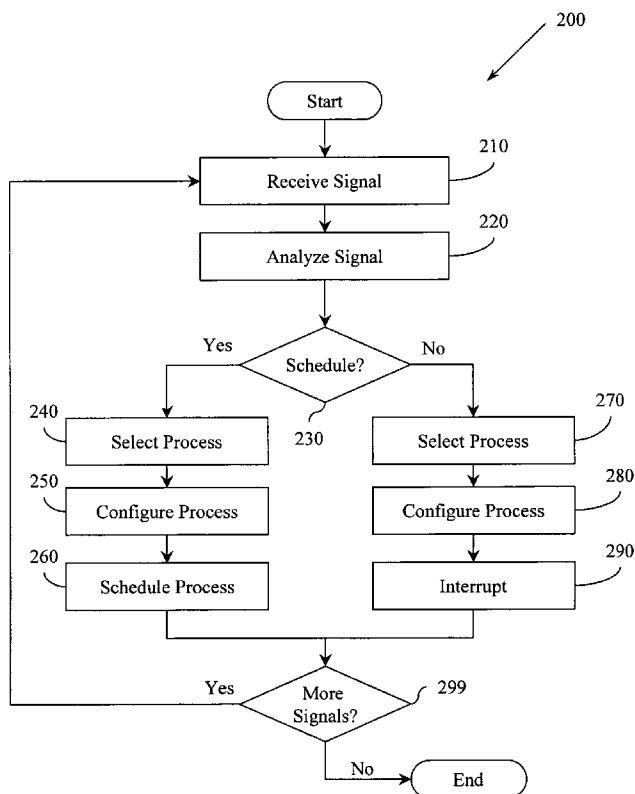 200
Start
210
Receive Signal
220
Analyze Signal
Yes
Schedule?
No
230
240
Select Process
270
Select Process
250
Configure Process
280
Configure Process
260
Schedule Process
290
Interrupt
Yes
More
Signals?
299
No
End